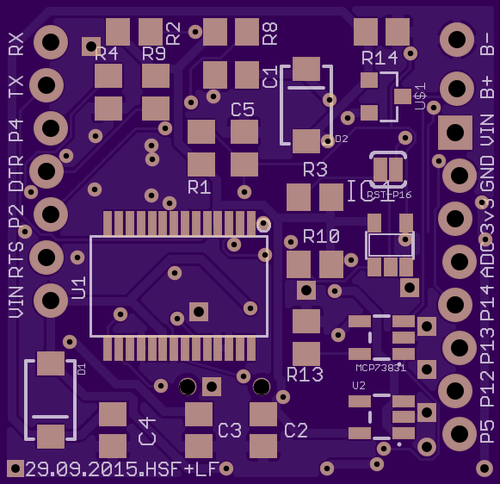 RX
TX
P4
DTR
P2
RTS
VIN
R4
R9
R2
R8
C1
R14
U$1
D2
C5
R1
R3
IC
RST-P16
R10
U1
R13
MCP73831
U2
D1
C4
C3
C2
B-
B+
VIN
GND
3v3
ADC
P14
P13
P12
P5
29.09.2015.HSF+LF